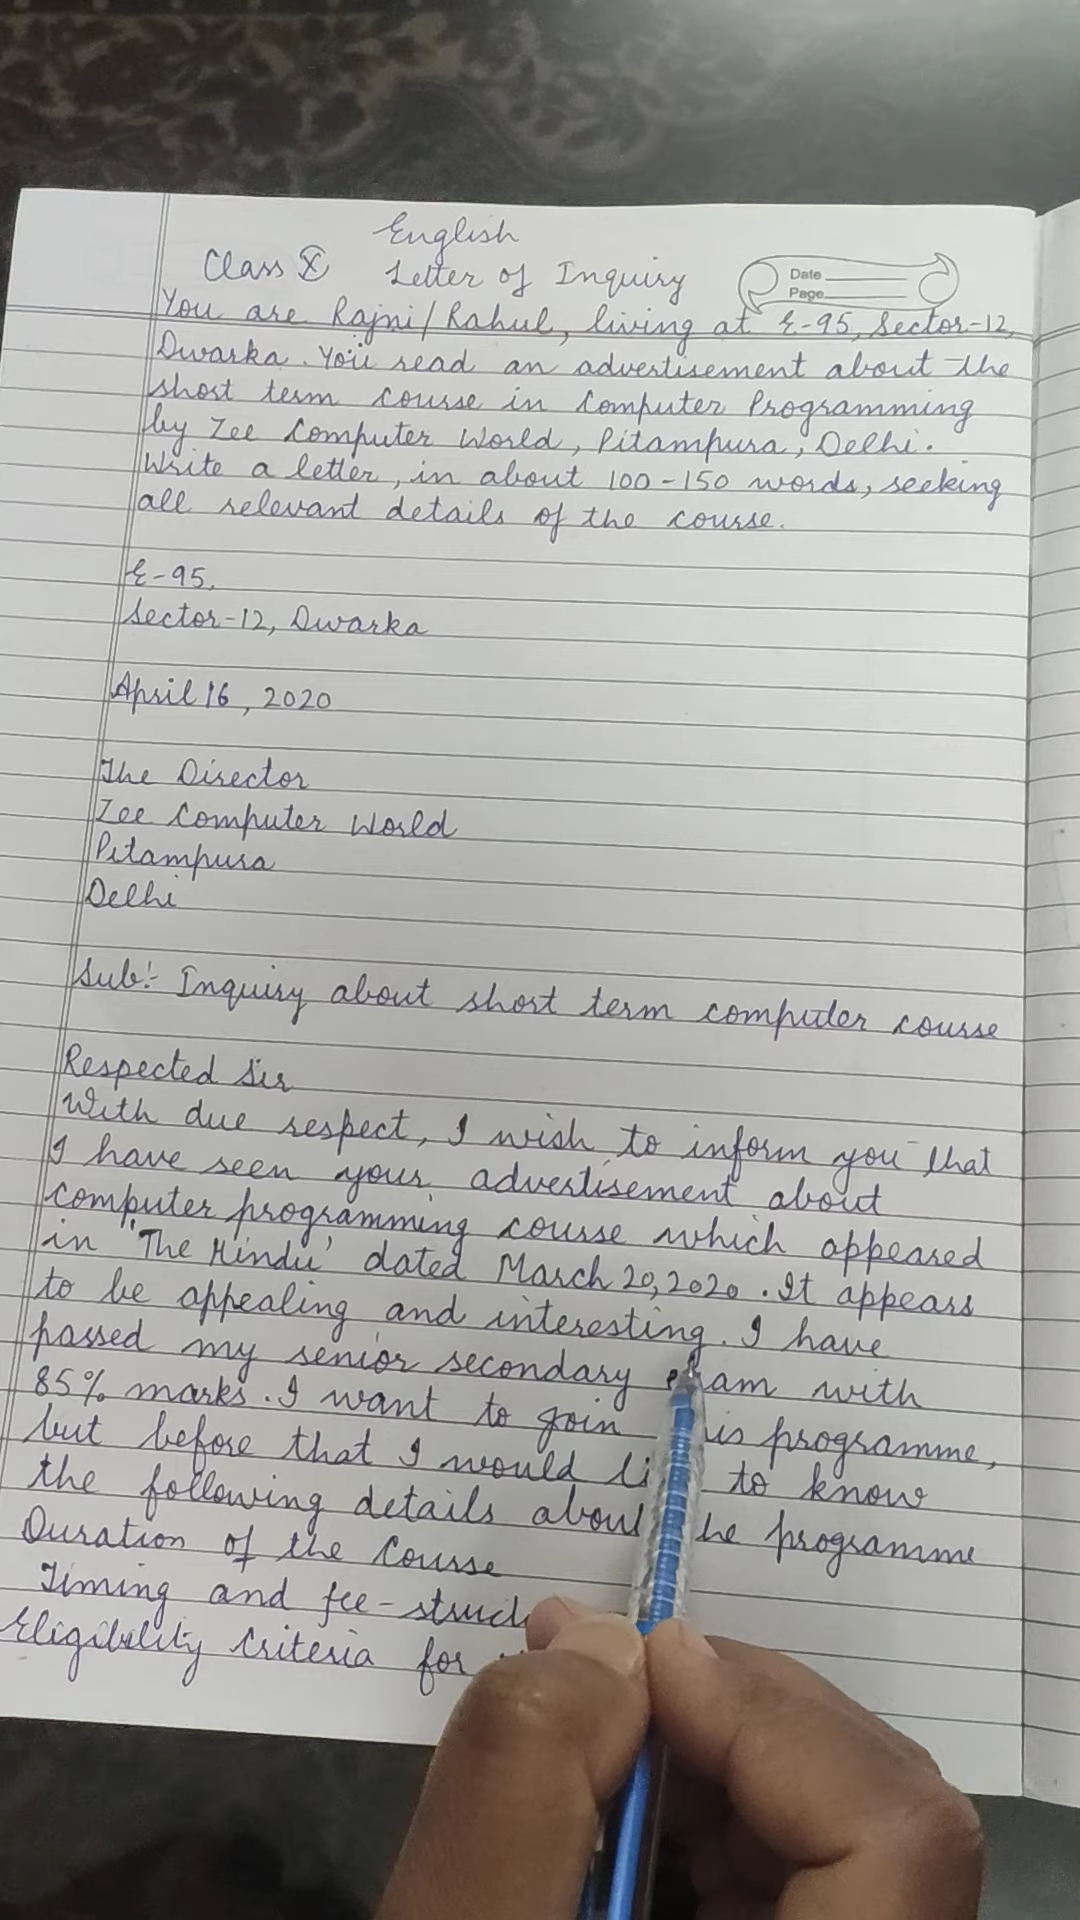 English
Class X Letter of Inquiry
Date
Page
You are Rajni/Rahul, living at E-95, Sector-12,
Dwarka. You read an advertisement about the
short term course in Computer Programming
by Zee Computer World, Pitampura, Delhi.
Write a letter, in about 100-150 words, seeking
all relevant details of the course.
E-95,
Sector-12, Dwarka
April 16, 2020
The Director
Zee Computer World
Pitampura
Delhi
Sub:- Inquiry about short term computer course
Respected Sir
With due respect, I wish to inform you that
I have seen your advertisement about
computer programming course which appeared
in 'The Hindu' dated March 20, 2020. It appears
to be appealing and interesting. I have
passed my senior secondary exam with
85% marks. I want to join this programme,
but before that I would like to know
the following details about the programme
Duration of the Course
Timing and fee-struc
Eligibility Criteria for